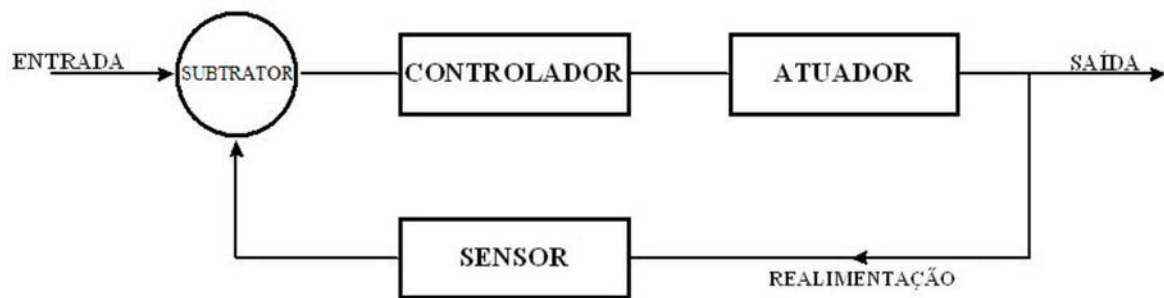 ENTRADA
SUBTRATOR
CONTROLADOR
ATUADOR
SAÍDA
SENSOR
REALIMENTAÇÃO